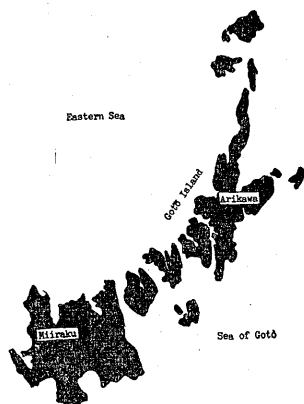 Eastern Sea
Gotō Island
Arikawa
Miiraku
Sea of Gotō